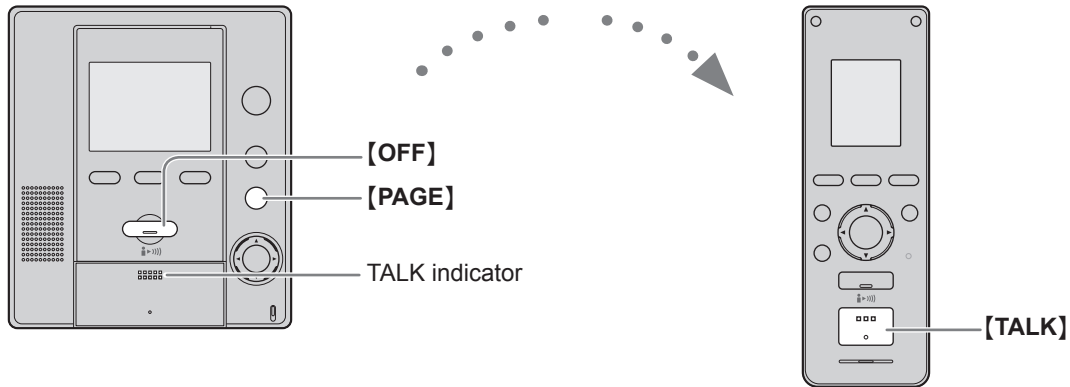 【OFF】
【PAGE】
TALK indicator
【TALK】